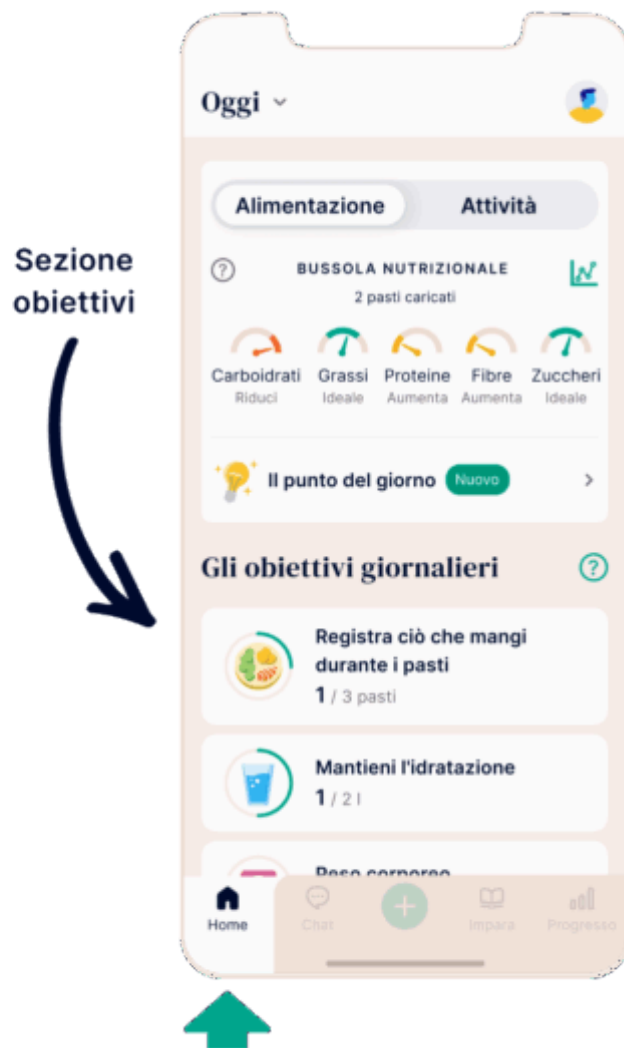 Oggi
Alimentazione Attività
Sezione
obiettivi
BUSSOLA NUTRIZIONALE
2 pasti caricati
Carboidrati Grassi Proteine Fibre Zuccheri
Riduci Ideale Aumenta Aumenta Ideale
Il punto del giorno Nuovo
Gli obiettivi giornalieri
Registra ciò che mangi
durante i pasti
1 / 3 pasti
Mantieni l'idratazione
1 / 2 l
Peso corporeo
Home Chat Impara Progresso